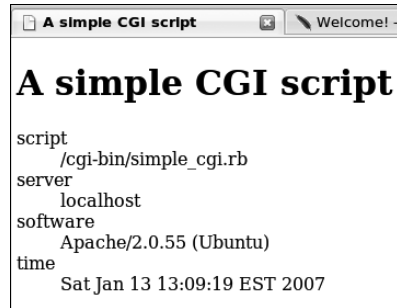 A simple CGI script
Welcome! -
A simple CGI script
script
/cgi-bin/simple_cgi.rb
server
localhost
software
Apache/2.0.55 (Ubuntu)
time
Sat Jan 13 13:09:19 EST 2007